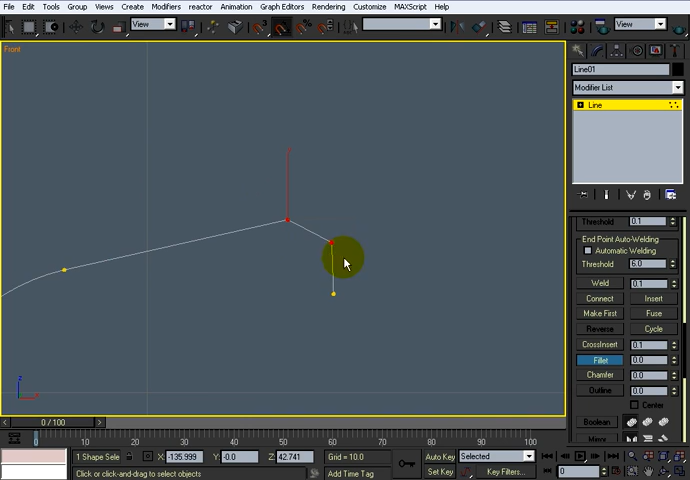 File Edit Tools Group Views Create Modifiers reactor Animation Graph Editors Rendering Customize MAXScript Help
View
View
Front
Line01
Modifier List
Line
Threshold 0.1
End Point Auto-Welding
Automatic Welding
Threshold 6.0
Weld 0.1
Connect Insert
Make First Fuse
Reverse Cycle
CrossInsert 0.1
Fillet 0.0
Chamfer 0.0
Outline 0.0
Center
Boolean
Mirror
z
0 / 100
0 10 20 30 40 50 60 70 80 90 100
1 Shape Sele X: -135.999 Y: -0.0 Z: 42.741 Grid = 10.0 Auto Key Selected
Click or click-and-drag to select objects Add Time Tag Set Key Key Filters... 0